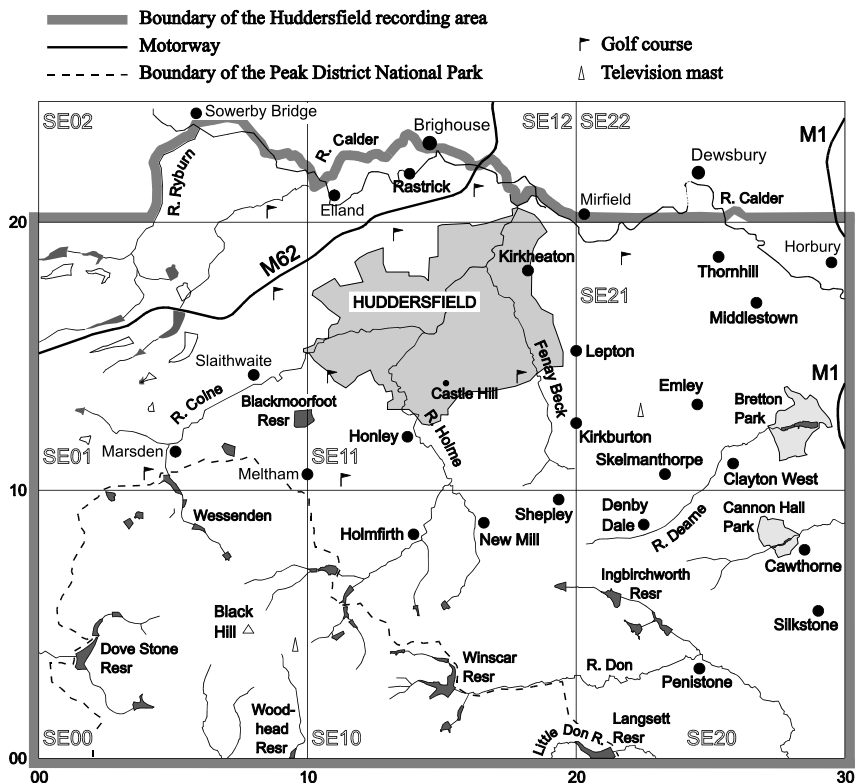 Boundary of the Huddersfield recording area
Motorway
Golf course
Boundary of the Peak District National Park
Television mast
SE02
Sowerby Bridge
R. Calder
Brighouse
SE12
SE22
M1
Dewsbury
R. Ryburn
Rastrick
Elland
Mirfield
R. Calder
20
M62
Kirkheaton
Horbury
Thornhill
HUDDERSFIELD
SE21
Middlestown
Slaithwaite
Lepton
Fenay Beck
Castle Hill
Emley
M1
Bretton
Park
R. Colne
Blackmoorfoot
Resr
R. Holme
Honley
Kirkburton
Marsden
SE01
SE11
Meltham
Skelmanthorpe
Clayton West
10
Wessenden
Shepley
Denby
Dale
R. Dearne
Cannon Hall
Park
Holmfirth
New Mill
Cawthorne
Ingbirchworth
Resr
Black
Hill
Silkstone
Dove Stone
Resr
Winscar
Resr
R. Don
Penistone
Wood-
head
Resr
Little Don R.
Langsett
Resr
SE00
SE10
SE20
00
00
10
20
30